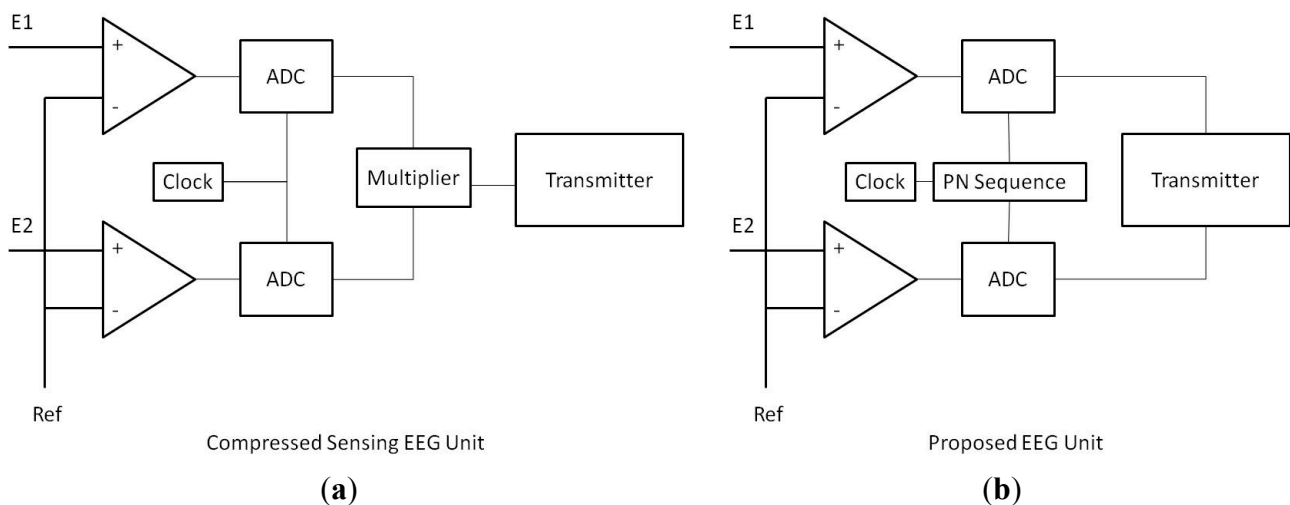 E1
+
-
ADC
Clock
Multiplier
Transmitter
E2
+
-
ADC
Ref
Compressed Sensing EEG Unit
(a)
E1
+
-
ADC
Clock
PN Sequence
Transmitter
E2
+
-
ADC
Ref
Proposed EEG Unit
(b)